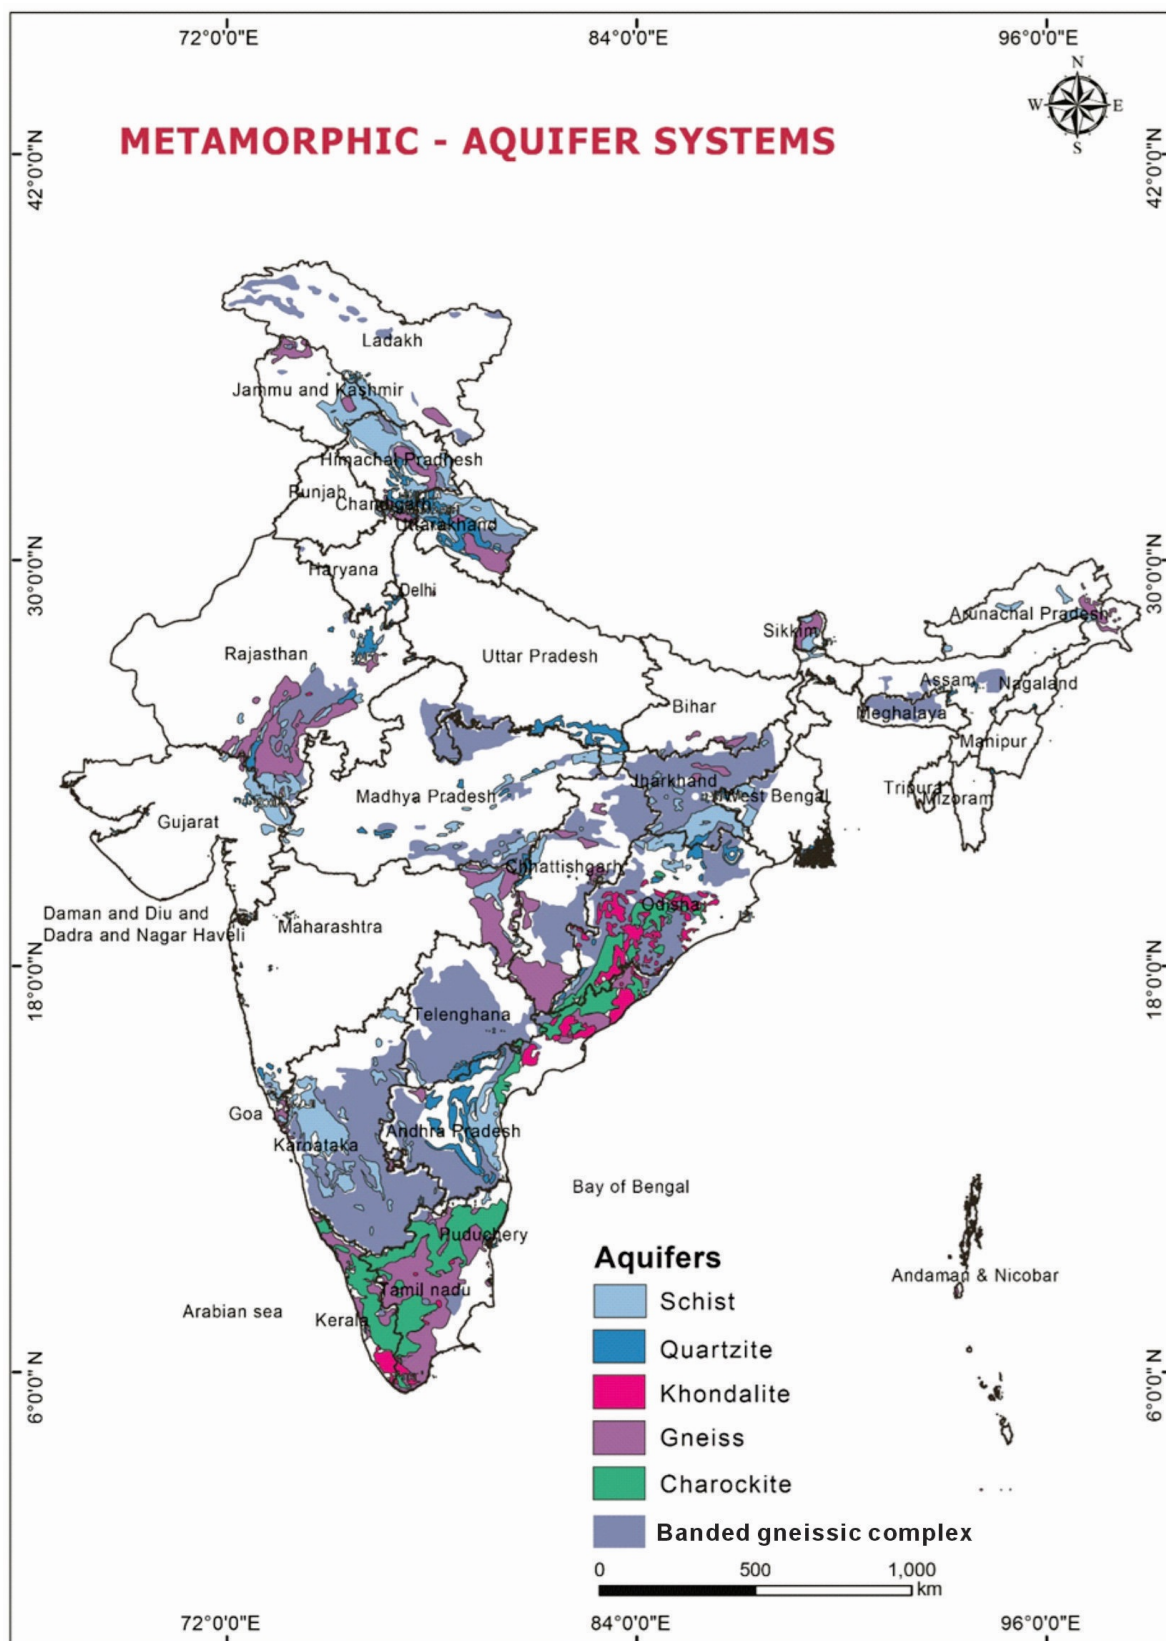 72°0'0"E 84°0'0"E 96°0'0"E
N
W E
S
METAMORPHIC - AQUIFER SYSTEMS
42°0'0"N 42°0'0"N
Ladakh
Jammu and Kashmir
Himachal Pradhesh
Punjab
Chandigarh
Uttarakhand
Haryana
Delhi
30°0'0"N 30°0'0"N
Arunachal Pradesh
Sikkim
Rajasthan
Uttar Pradesh
Assam
Nagaland
Bihar
Meghalaya
Manipur
Jharkhand
Tripura
Madhya Pradesh
West Bengal
Mizoram
Gujarat
Chhattishgarh
Odisha
Daman and Diu and
Dadra and Nagar Haveli
Maharashtra
18°0'0"N 18°0'0"N
Telenghana
Goa
Andhra Pradesh
Karnataka
Bay of Bengal
Puduchery
Andaman & Nicobar
Tamil nadu
Arabian sea
Kerala
6°0'0"N 6°0'0"N
Aquifers
Schist
Quartzite
Khondalite
Gneiss
Charockite
Banded gneissic complex
0 500 1,000
km
72°0'0"E 84°0'0"E 96°0'0"E